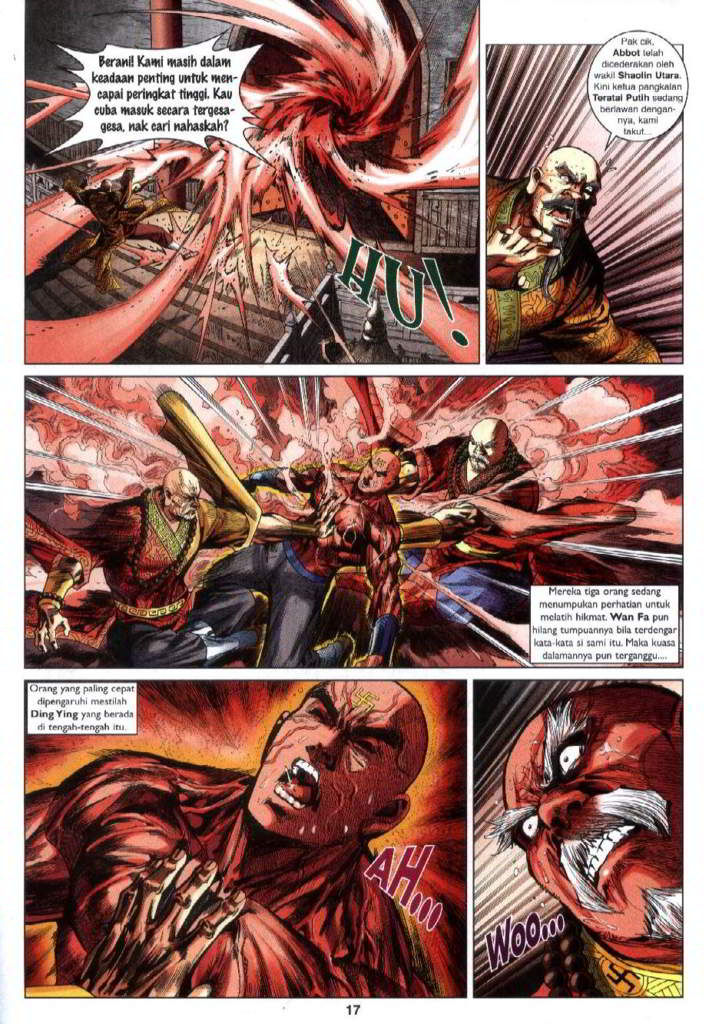 Berani! Kami masih dalam
keadaan penting untuk men-
capai peringkat tinggi. Kau
cuba masuk secara tergesa-
gesa, nak cari nahaskah?
HU!
Pak cik,
Abbot telah
dicederakan oleh
wakil Shaolin Utara.
Kini ketua pangkalan
Teratai Putih sedang
berlawan dengan-
nya, kami
takut...
Mereka tiga orang sedang
menumpukan perhatian untuk
melatih hikmat. Wan Fa pun
hilang tumpuannya bila terdengar
kata-kata si sami itu. Maka kuasa
dalamannya pun terganggu....
Orang yang paling cepat
dipengaruhi mestilah
Ding Ying yang berada
di tengah-tengah itu.
AH...
WOO...
17